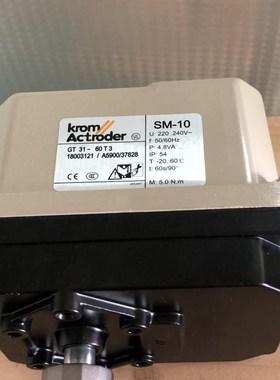 krom
Actroder
GT 31- 60 T 3
18003121 / A5900/37828
SM-10
U: 220 .240V~
f: 50/60Hz
P: 4.8VA
IP: 54
T: -20..60°C
t: 60s/90°
M: 5.0 N.m